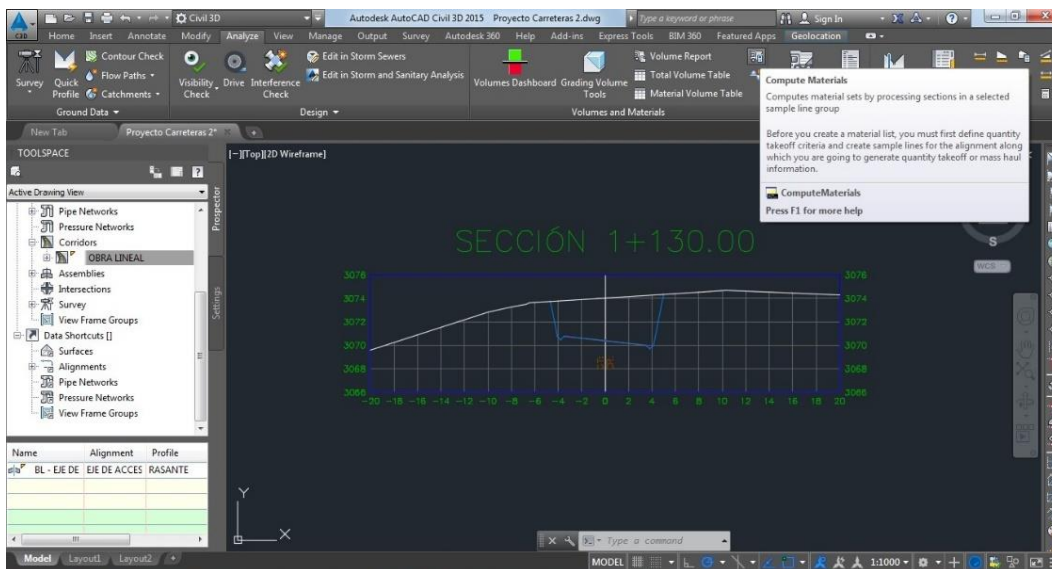 Civil 3D
Autodesk AutoCAD Civil 3D 2015 Proyecto Carreteras 2.dwg
Type a keyword or phrase
Sign In
C3D
Home Insert Annotate Modify Analyze View Manage Output Survey Autodesk 360 Help Add-ins Express Tools BIM 360 Featured Apps Geolocation
Survey
Quick Profile
Contour Check
Flow Paths
Catchments
Visibility Check
Drive
Interference Check
Edit in Storm Sewers
Edit in Storm and Sanitary Analysis
Volumes Dashboard
Grading Volume Tools
Volume Report
Total Volume Table
Material Volume Table
Ground Data
Design
Volumes and Materials
Compute Materials
Computes material sets by processing sections in a selected
sample line group
Before you create a material list, you must first define quantity
takeoff criteria and create sample lines for the alignment along
which you are going to generate quantity takeoff or mass haul
information.
ComputeMaterials
Press F1 for more help
New Tab
Proyecto Carreteras 2*
TOOLSPACE
[−][Top][2D Wireframe]
Active Drawing View
Prospector
Settings
Pipe Networks
Pressure Networks
Corridors
OBRA LINEAL
Assemblies
Intersections
Survey
View Frame Groups
Data Shortcuts []
Surfaces
Alignments
Pipe Networks
Pressure Networks
View Frame Groups
Name Alignment Profile
BL - EJE DE EJE DE ACCES RASANTE
SECCIÓN 1+130.00
3076 3076
3074 3074
3072 3072
3070 3070
3068 3068
3066 3066
-20 -18 -16 -14 -12 -10 -8 -6 -4 -2 0 2 4 6 8 10 12 14 16 18 20
S
WCS
Y
X
Type a command
Model Layout1 Layout2
MODEL
1:1000